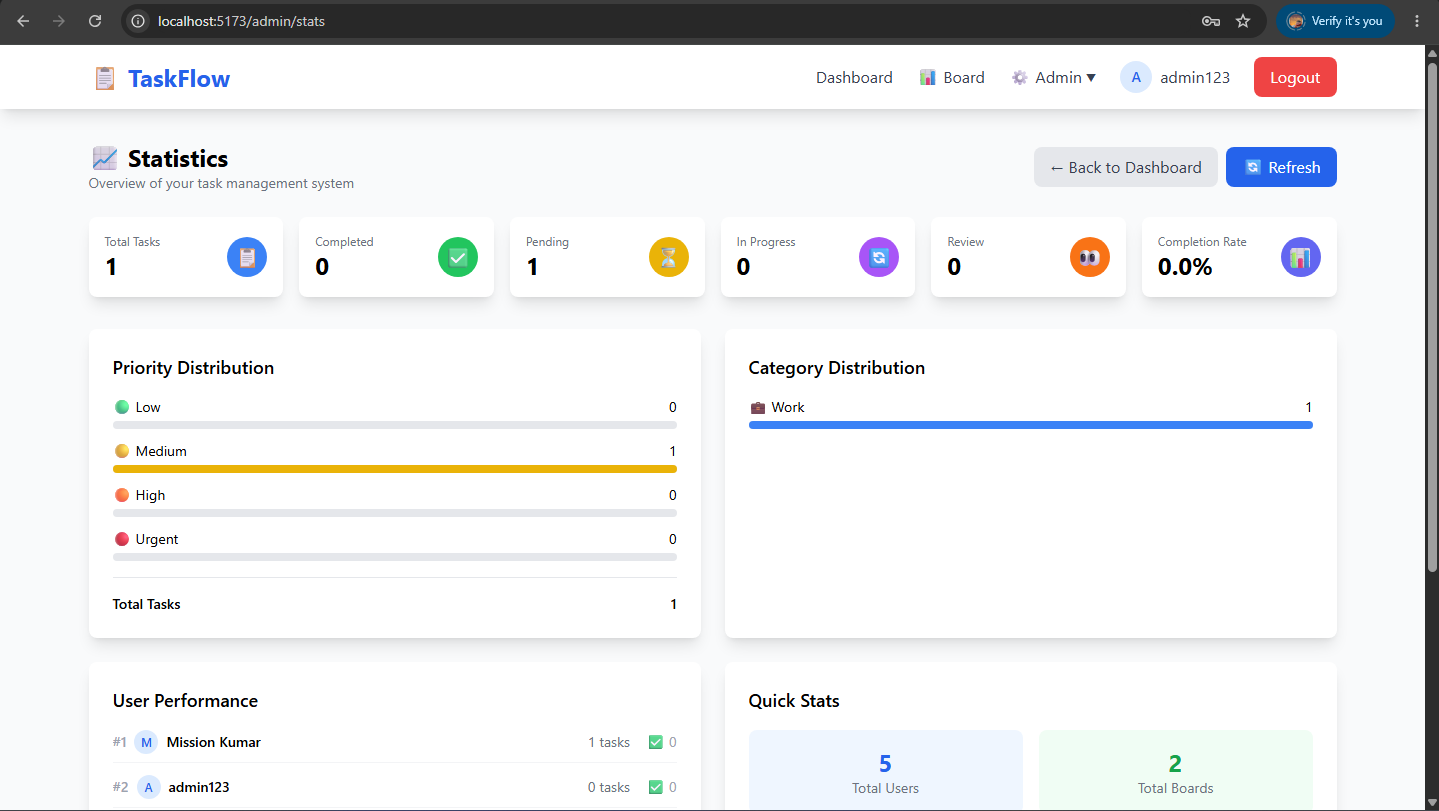 localhost:5173/admin/stats
Verify it's you
TaskFlow
Dashboard
Board
Admin ▼
A
admin123
Logout
Statistics
Overview of your task management system
← Back to Dashboard
Refresh
Total Tasks
1
Completed
0
Pending
1
In Progress
0
Review
0
Completion Rate
0.0%
Priority Distribution
Low 0
Medium 1
High 0
Urgent 0
Total Tasks 1
Category Distribution
Work 1
User Performance
#1 M Mission Kumar 1 tasks ✅ 0
#2 A admin123 0 tasks ✅ 0
Quick Stats
5
Total Users
2
Total Boards